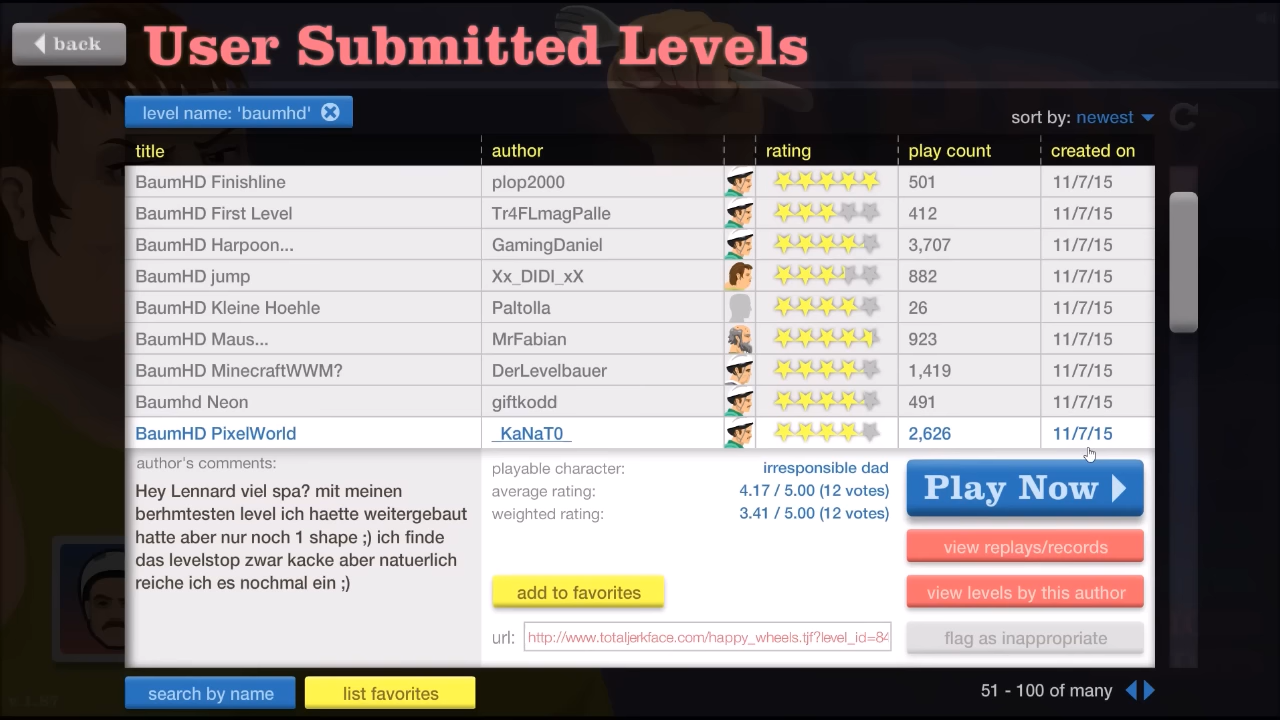 back
User Submitted Levels
level name: 'baumhd'
sort by: newest
title author rating play count created on
BaumHD Finishline plop2000 501 11/7/15
BaumHD First Level Tr4FLmagPalle 412 11/7/15
BaumHD Harpoon... GamingDaniel 3,707 11/7/15
BaumHD jump Xx_DIDI_xX 882 11/7/15
BaumHD Kleine Hoehle Paltolla 26 11/7/15
BaumHD Maus... MrFabian 923 11/7/15
BaumHD MinecraftWWM? DerLevelbauer 1,419 11/7/15
Baumhd Neon giftkodd 491 11/7/15
BaumHD PixelWorld _KaNaT0_ 2,626 11/7/15
author's comments:
Hey Lennard viel spa? mit meinen
berhmtesten level ich haette weitergebaut
hatte aber nur noch 1 shape ;) ich finde
das levelstop zwar kacke aber natuerlich
reiche ich es nochmal ein ;)
playable character: irresponsible dad
average rating: 4.17 / 5.00 (12 votes)
weighted rating: 3.41 / 5.00 (12 votes)
add to favorites
url: http://www.totaljerkface.com/happy_wheels.tjf?level_id=84
Play Now
view replays/records
view levels by this author
flag as inappropriate
search by name
list favorites
51 - 100 of many